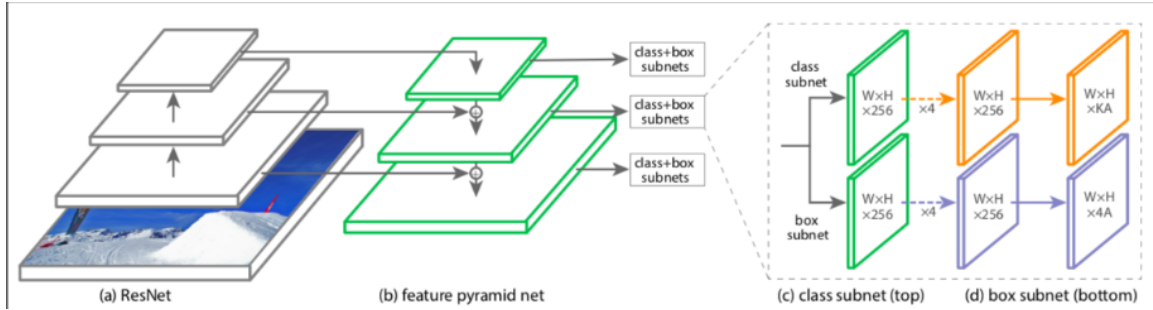 class+box
subnets
class+box
subnets
class+box
subnets
class
subnet
W×H
×256
×4
W×H
×256
W×H
×KA
box
subnet
W×H
×256
×4
W×H
×256
W×H
×4A
(a) ResNet
(b) feature pyramid net
(c) class subnet (top)
(d) box subnet (bottom)